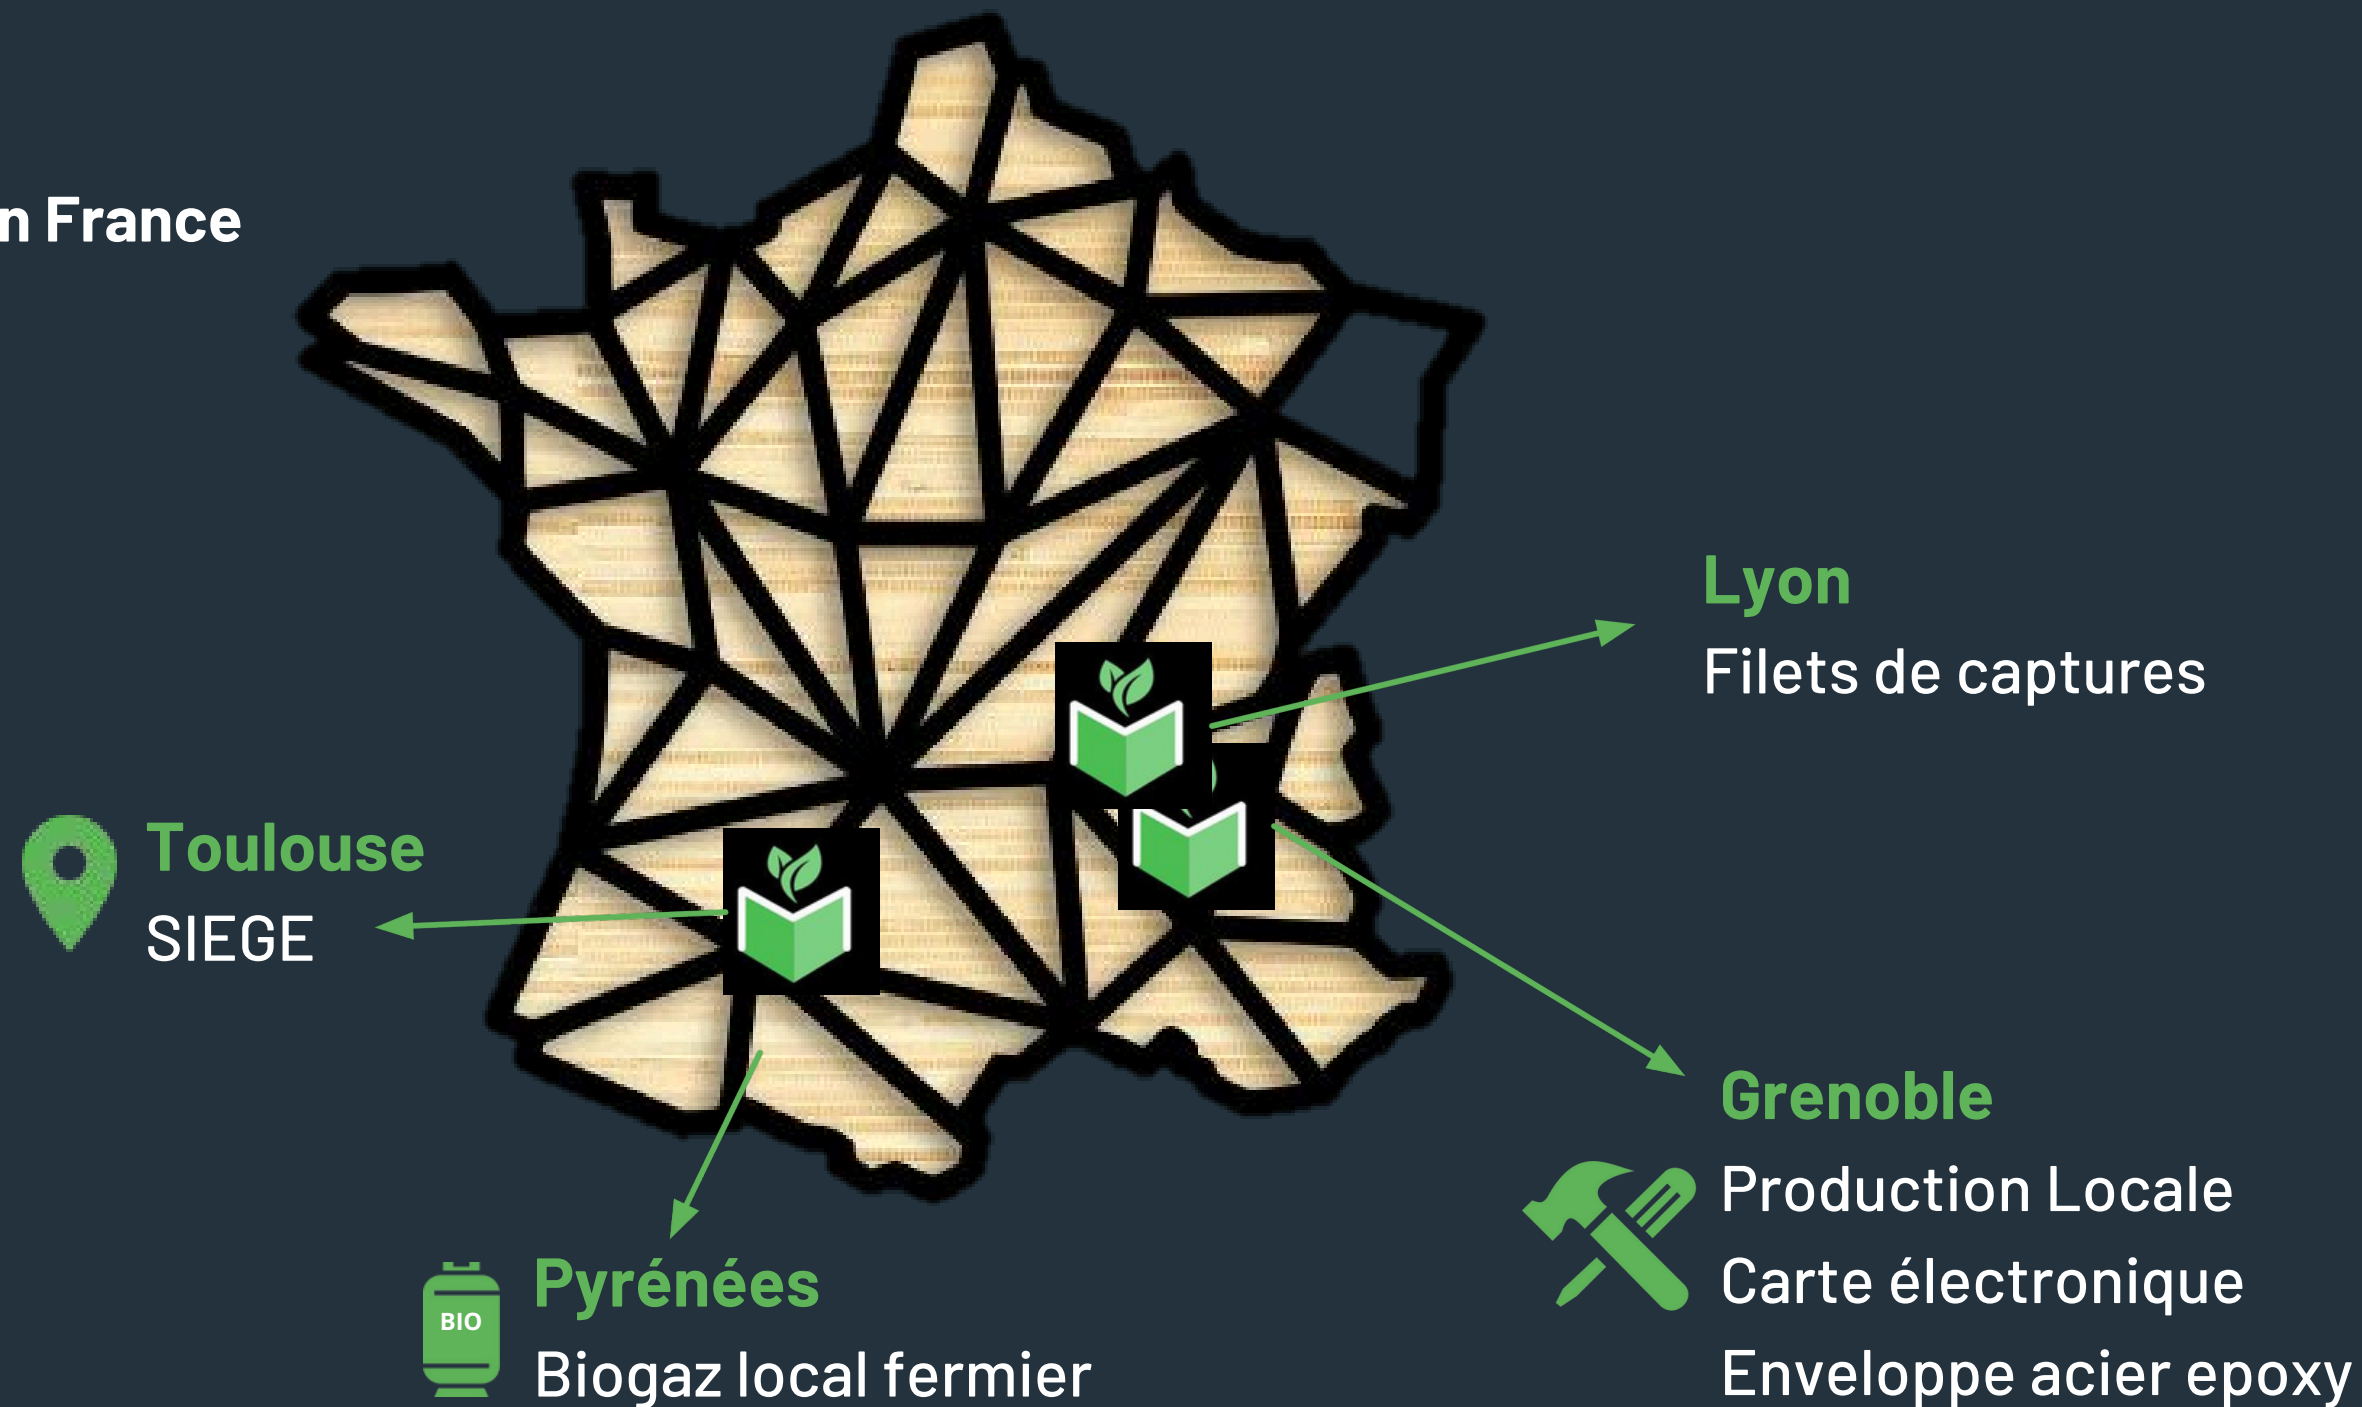 n France
Lyon
Filets de captures
Toulouse
SIEGE
Grenoble
Production Locale
Carte électronique
Enveloppe acier epoxy
Pyrénées
BIO
Biogaz local fermier